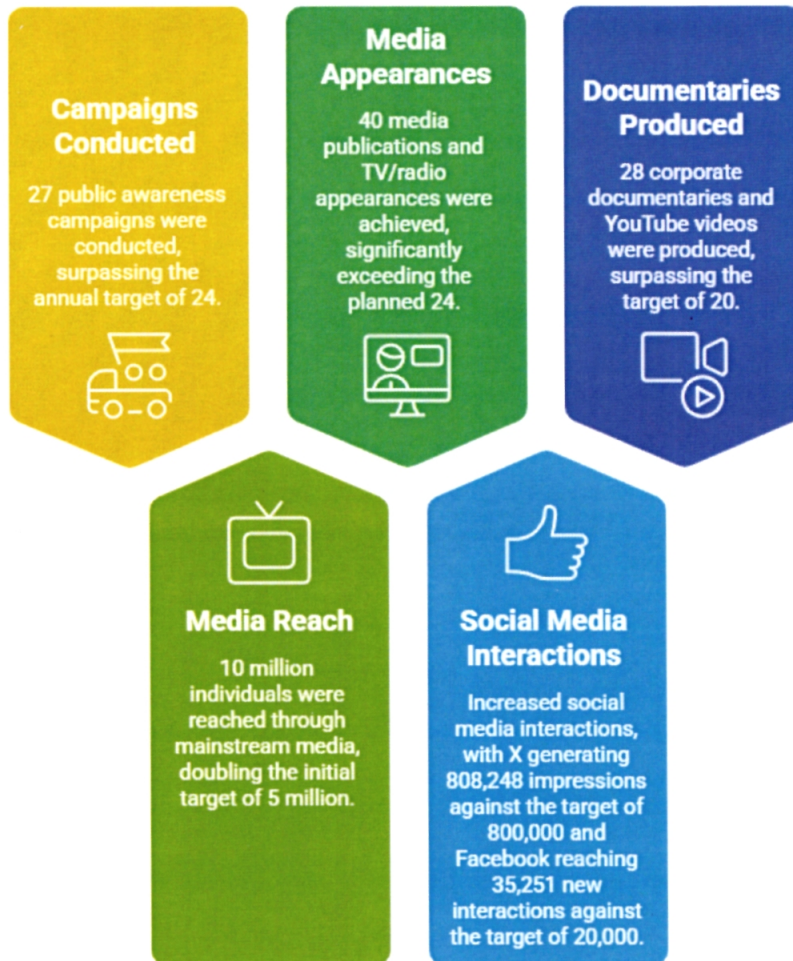 Campaigns
Conducted
27 public awareness
campaigns were
conducted,
surpassing the
annual target of 24.
Media
Appearances
40 media
publications and
TV/radio
appearances were
achieved,
significantly
exceeding the
planned 24.
Documentaries
Produced
28 corporate
documentaries and
YouTube videos
were produced,
surpassing the
target of 20.
Media Reach
10 million
individuals were
reached through
mainstream media,
doubling the initial
target of 5 million.
Social Media
Interactions
Increased social
media interactions,
with X generating
808,248 impressions
against the target of
800,000 and
Facebook reaching
35,251 new
interactions against
the target of 20,000.